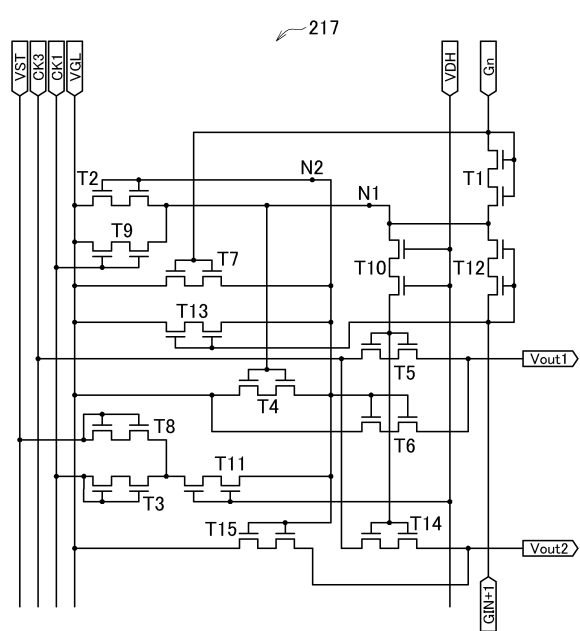 217
VST
CK3
CK1
VGL
VDH
Gn
T2
N2
T1
N1
T9
T7
T10
T12
T13
T5
Vout1
T4
T6
T8
T11
T3
T15
T14
Vout2
GIN+1